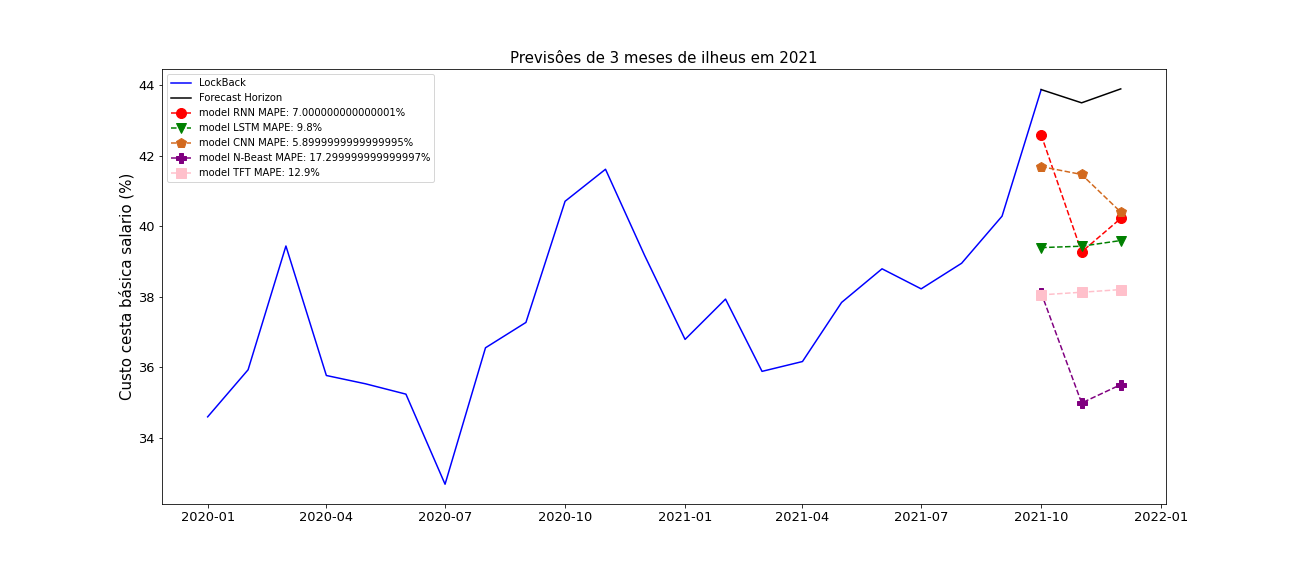 Previsôes de 3 meses de ilheus em 2021
LockBack
Forecast Horizon
model RNN MAPE: 7.000000000000001%
model LSTM MAPE: 9.8%
model CNN MAPE: 5.8999999999999995%
model N-Beast MAPE: 17.299999999999997%
model TFT MAPE: 12.9%
Custo cesta básica salario (%)
44
42
40
38
36
34
2020-01 2020-04 2020-07 2020-10 2021-01 2021-04 2021-07 2021-10 2022-01